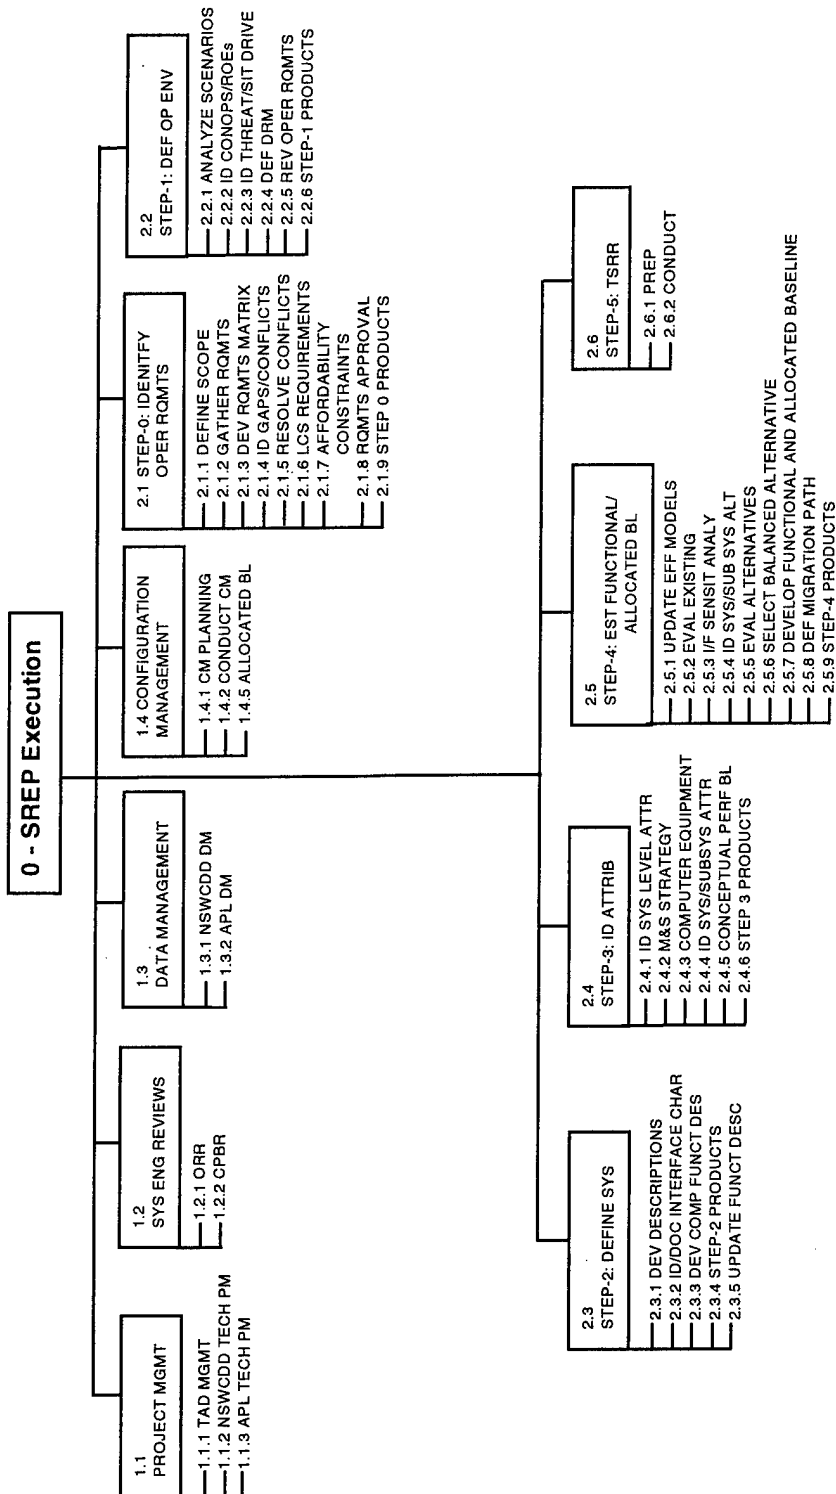 0 - SREP Execution
1.1
PROJECT MGMT
1.1.1 TAD MGMT
1.1.2 NSWCDD TECH PM
1.1.3 APL TECH PM
1.2
SYS ENG REVIEWS
1.2.1 ORR
1.2.2 CPBR
1.3
DATA MANAGEMENT
1.3.1 NSWCDD DM
1.3.2 APL DM
1.4 CONFIGURATION
MANAGEMENT
1.4.1 CM PLANNING
1.4.2 CONDUCT CM
1.4.5 ALLOCATED BL
2.1 STEP-0: IDENITFY
OPER RQMTS
2.1.1 DEFINE SCOPE
2.1.2 GATHER RQMTS
2.1.3 DEV RQMTS MATRIX
2.1.4 ID GAPS/CONFLICTS
2.1.5 RESOLVE CONFLICTS
2.1.6 LCS REQUIREMENTS
2.1.7 AFFORDABILITY
CONSTRAINTS
2.1.8 RQMTS APPROVAL
2.1.9 STEP 0 PRODUCTS
2.2
STEP-1: DEF OP ENV
2.2.1 ANALYZE SCENARIOS
2.2.2 ID CONOPS/ROEs
2.2.3 ID THREAT/SIT DRIVE
2.2.4 DEF DRM
2.2.5 REV OPER RQMTS
2.2.6 STEP-1 PRODUCTS
2.3
STEP-2: DEFINE SYS
2.3.1 DEV DESCRIPTIONS
2.3.2 ID/DOC INTERFACE CHAR
2.3.3 DEV COMP FUNCT DES
2.3.4 STEP-2 PRODUCTS
2.3.5 UPDATE FUNCT DESC
2.4
STEP-3: ID ATTRIB
2.4.1 ID SYS LEVEL ATTR
2.4.2 M&S STRATEGY
2.4.3 COMPUTER EQUIPMENT
2.4.4 ID SYS/SUBSYS ATTR
2.4.5 CONCEPTUAL PERF BL
2.4.6 STEP 3 PRODUCTS
2.5
STEP-4: EST FUNCTIONAL/
ALLOCATED BL
2.5.1 UPDATE EFF MODELS
2.5.2 EVAL EXISTING
2.5.3 I/F SENSIT ANALY
2.5.4 ID SYS/SUB SYS ALT
2.5.5 EVAL ALTERNATIVES
2.5.6 SELECT BALANCED ALTERNATIVE
2.5.7 DEVELOP FUNCTIONAL AND ALLOCATED BASELINE
2.5.8 DEF MIGRATION PATH
2.5.9 STEP-4 PRODUCTS
2.6
STEP-5: TSRR
2.6.1 PREP
2.6.2 CONDUCT